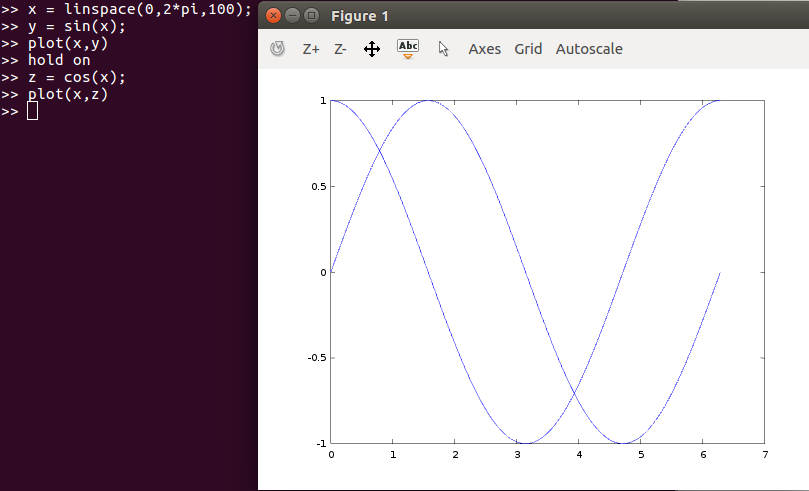 >> x = linspace(0,2*pi,100);
>> y = sin(x);
>> plot(x,y)
>> hold on
>> z = cos(x);
>> plot(x,z)
>>
Figure 1
Z+ Z- Abc Axes Grid Autoscale
1
0.5
0
-0.5
-1
0 1 2 3 4 5 6 7